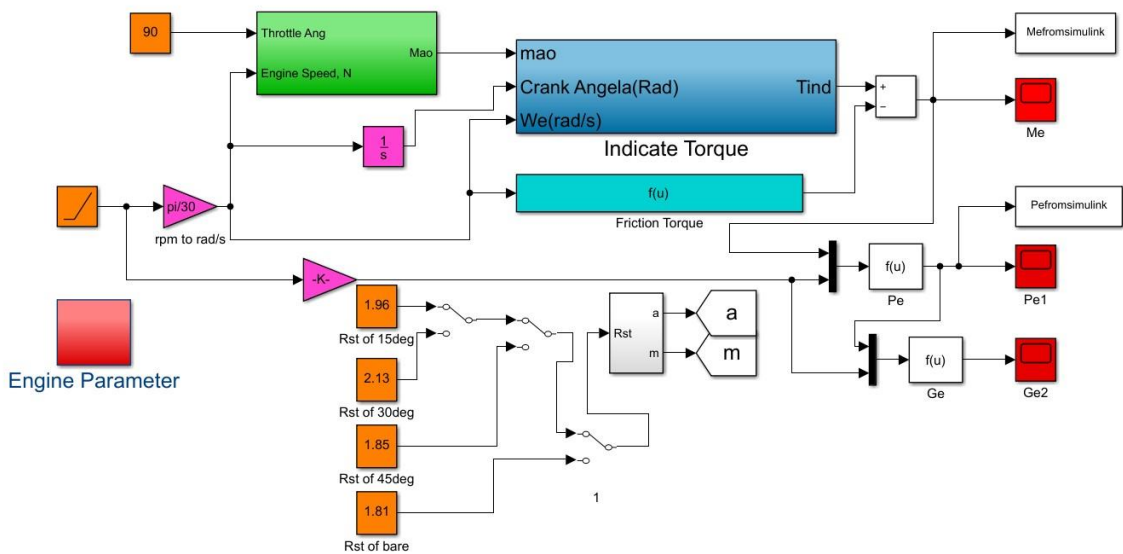 90
Throttle Ang
Engine Speed, N
Mao
mao
Crank Angela(Rad)
We(rad/s)
Tind
Indicate Torque
+
−
Mefromsimulink
Me
1
s
pi/30
rpm to rad/s
f(u)
Friction Torque
Pefromsimulink
-K-
f(u)
Pe
Pe1
1.96
Rst of 15deg
Rst
a
m
a
m
2.13
Rst of 30deg
f(u)
Ge
Ge2
Engine Parameter
1.85
Rst of 45deg
1
1.81
Rst of bare